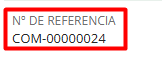 Nº DE REFERENCIA
COM-00000024